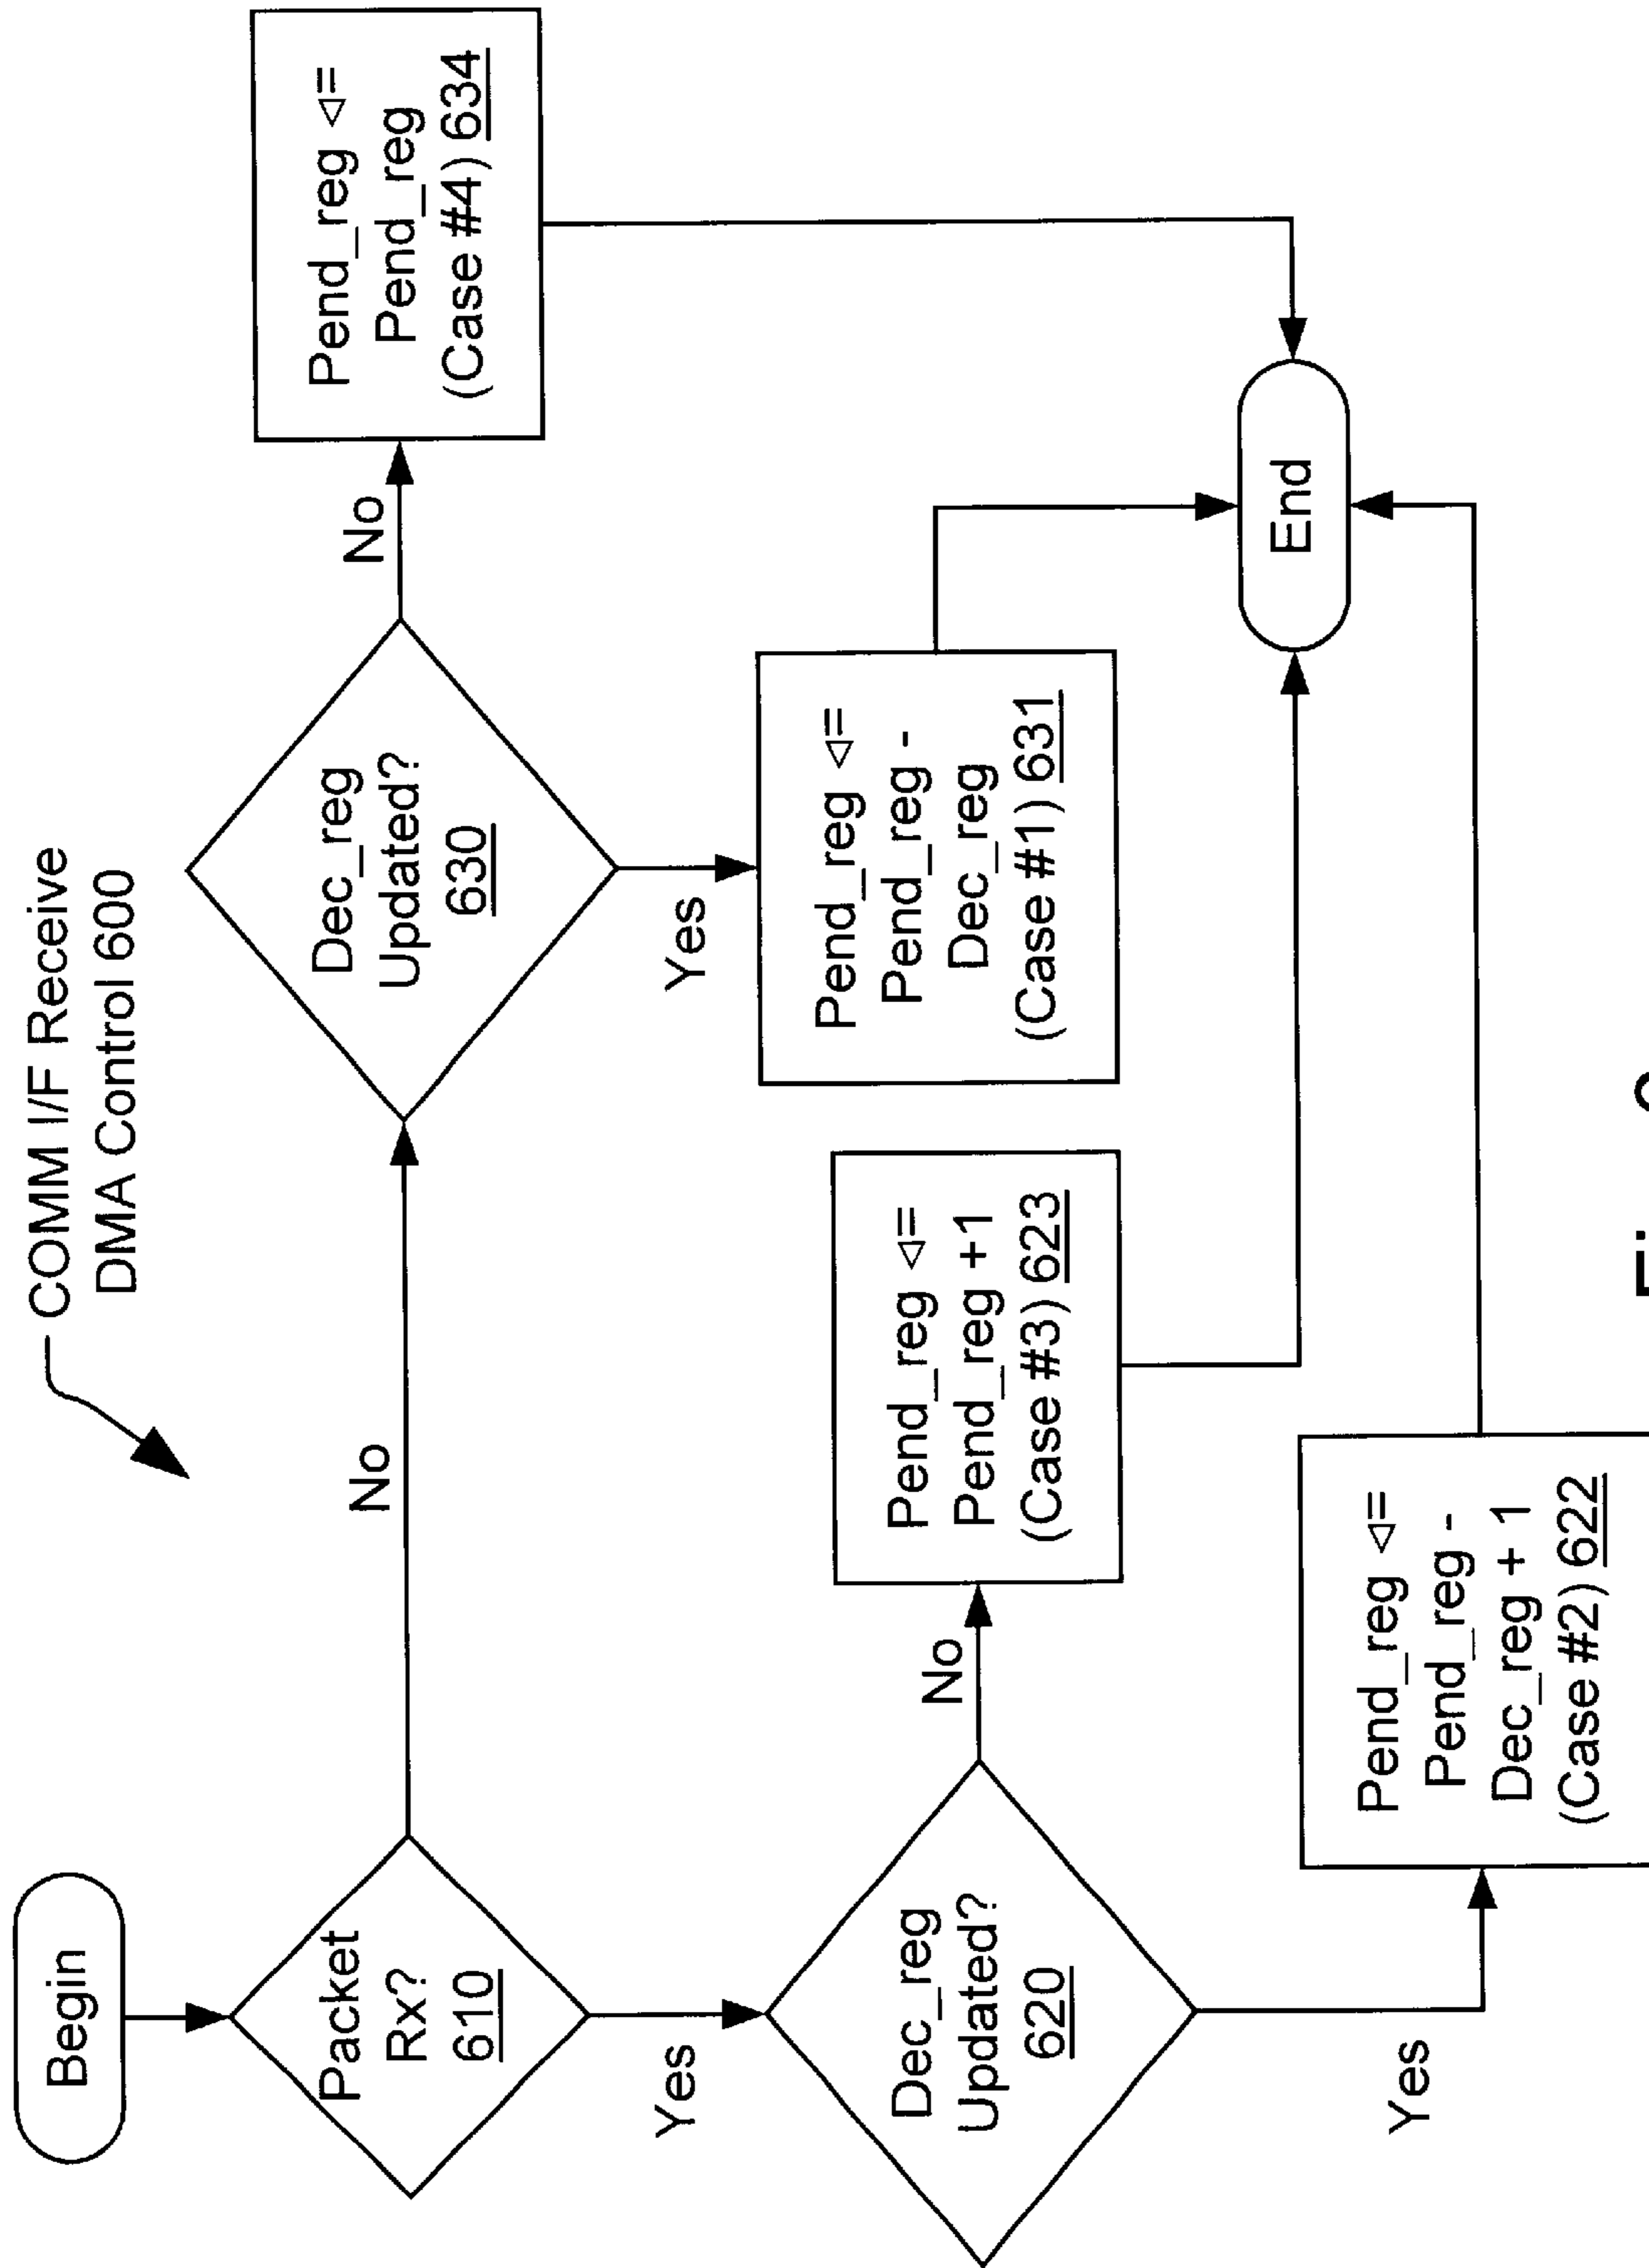 COMM I/F Receive
DMA Control 600
Begin
Packet
Rx?
610
No
Yes
Dec_reg
Updated?
630
No
Yes
Pend_reg <=
Pend_reg
(Case #4) 634
Pend_reg <=
Pend_reg -
Dec_reg
(Case #1) 631
Dec_reg
Updated?
620
No
Yes
Pend_reg <=
Pend_reg +1
(Case #3) 623
Pend_reg <=
Pend_reg -
Dec_reg + 1
(Case #2) 622
End